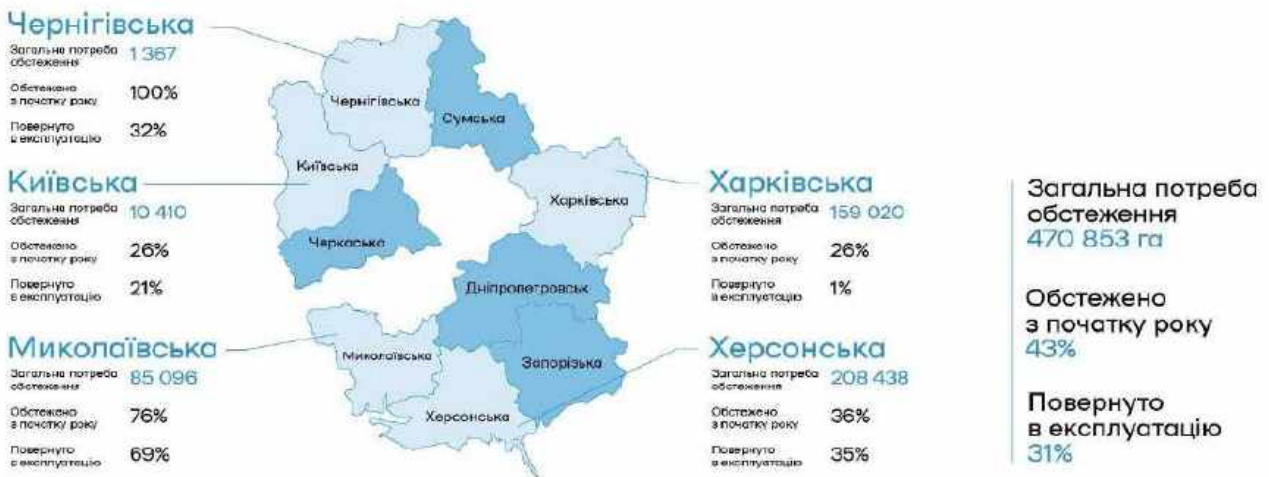 Чернігівська
Загальна потреба
обстеження
1 367
Обстежено
з початку року
100%
Повернуто
в експлуатацію
32%
Київська
Загальна потреба
обстеження
10 410
Обстежено
з початку року
26%
Повернуто
в експлуатацію
21%
Миколаївська
Загальна потреба
обстеження
85 096
Обстежено
з початку року
76%
Повернуто
в експлуатацію
69%
Чернігівська
Сумська
Київська
Харківська
Черкаська
Дніпропетровськ
Миколаївська
Запорізька
Херсонська
Харківська
Загальна потреба
обстеження
159 020
Обстежено
з початку року
26%
Повернуто
в експлуатацію
1%
Херсонська
Загальна потреба
обстеження
208 438
Обстежено
з початку року
36%
Повернуто
в експлуатацію
35%
Загальна потреба
обстеження
470 853 га
Обстежено
з початку року
43%
Повернуто
в експлуатацію
31%